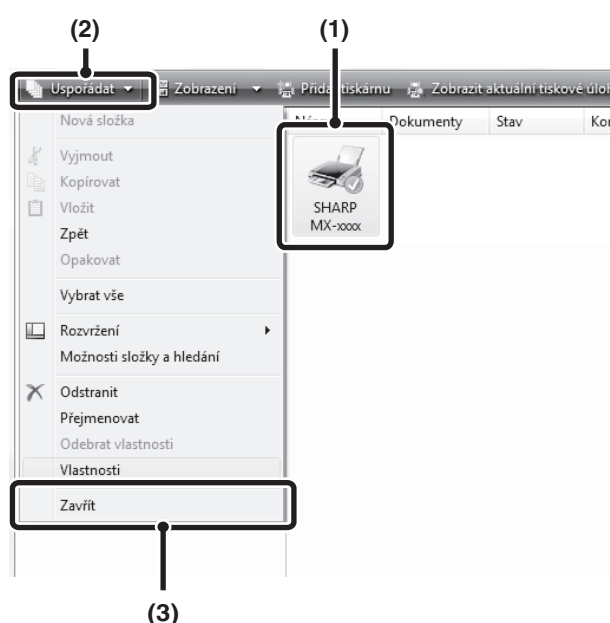 (2)
(1)
Uspořádat
Zobrazení
Přidat tiskárnu
Zobrazit aktuální tiskové
Dokumenty
Stav
Nová složka
Vyjmout
Kopírovat
Vložit
Zpět
Opakovat
Vybrat vše
Rozvržení
Možnosti složky a hledání
Odstranit
Přejmenovat
Odebrat vlastnosti
Vlastnosti
Zavřít
SHARP
MX-xxxx
(3)